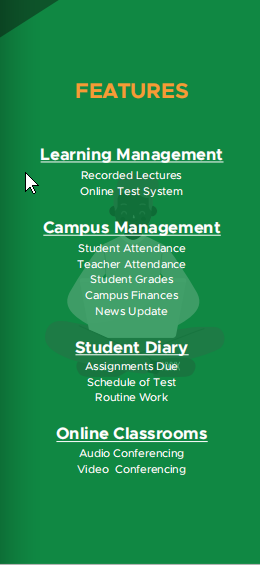 FEATURES
Learning Management
Recorded Lectures
Online Test System
Campus Management
Student Attendance
Teacher Attendance
Student Grades
Campus Finances
News Update
Student Diary
Assignments Due
Schedule of Test
Routine Work
Online Classrooms
Audio Conferencing
Video  Conferencing